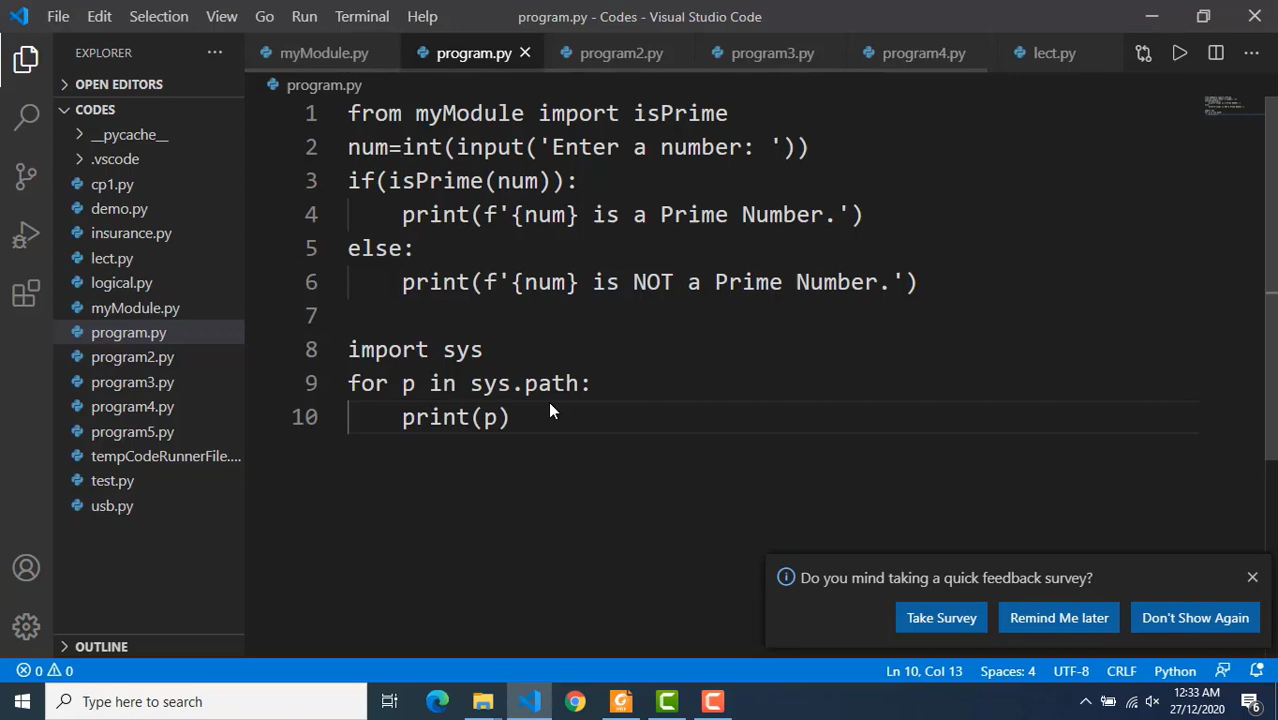 File Edit Selection View Go Run Terminal Help program.py - Codes - Visual Studio Code
EXPLORER ···
myModule.py program.py program2.py program3.py program4.py lect.py
OPEN EDITORS
CODES
__pycache__
.vscode
cp1.py
demo.py
insurance.py
lect.py
logical.py
myModule.py
program.py
program2.py
program3.py
program4.py
program5.py
tempCodeRunnerFile....
test.py
usb.py
OUTLINE
program.py
1 from myModule import isPrime
2 num=int(input('Enter a number: '))
3 if(isPrime(num)):
4 print(f'{num} is a Prime Number.')
5 else:
6 print(f'{num} is NOT a Prime Number.')
7
8 import sys
9 for p in sys.path:
10 print(p)
Do you mind taking a quick feedback survey?
Take Survey Remind Me later Don't Show Again
0 0 Ln 10, Col 13 Spaces: 4 UTF-8 CRLF Python
Type here to search
12:33 AM
27/12/2020
6